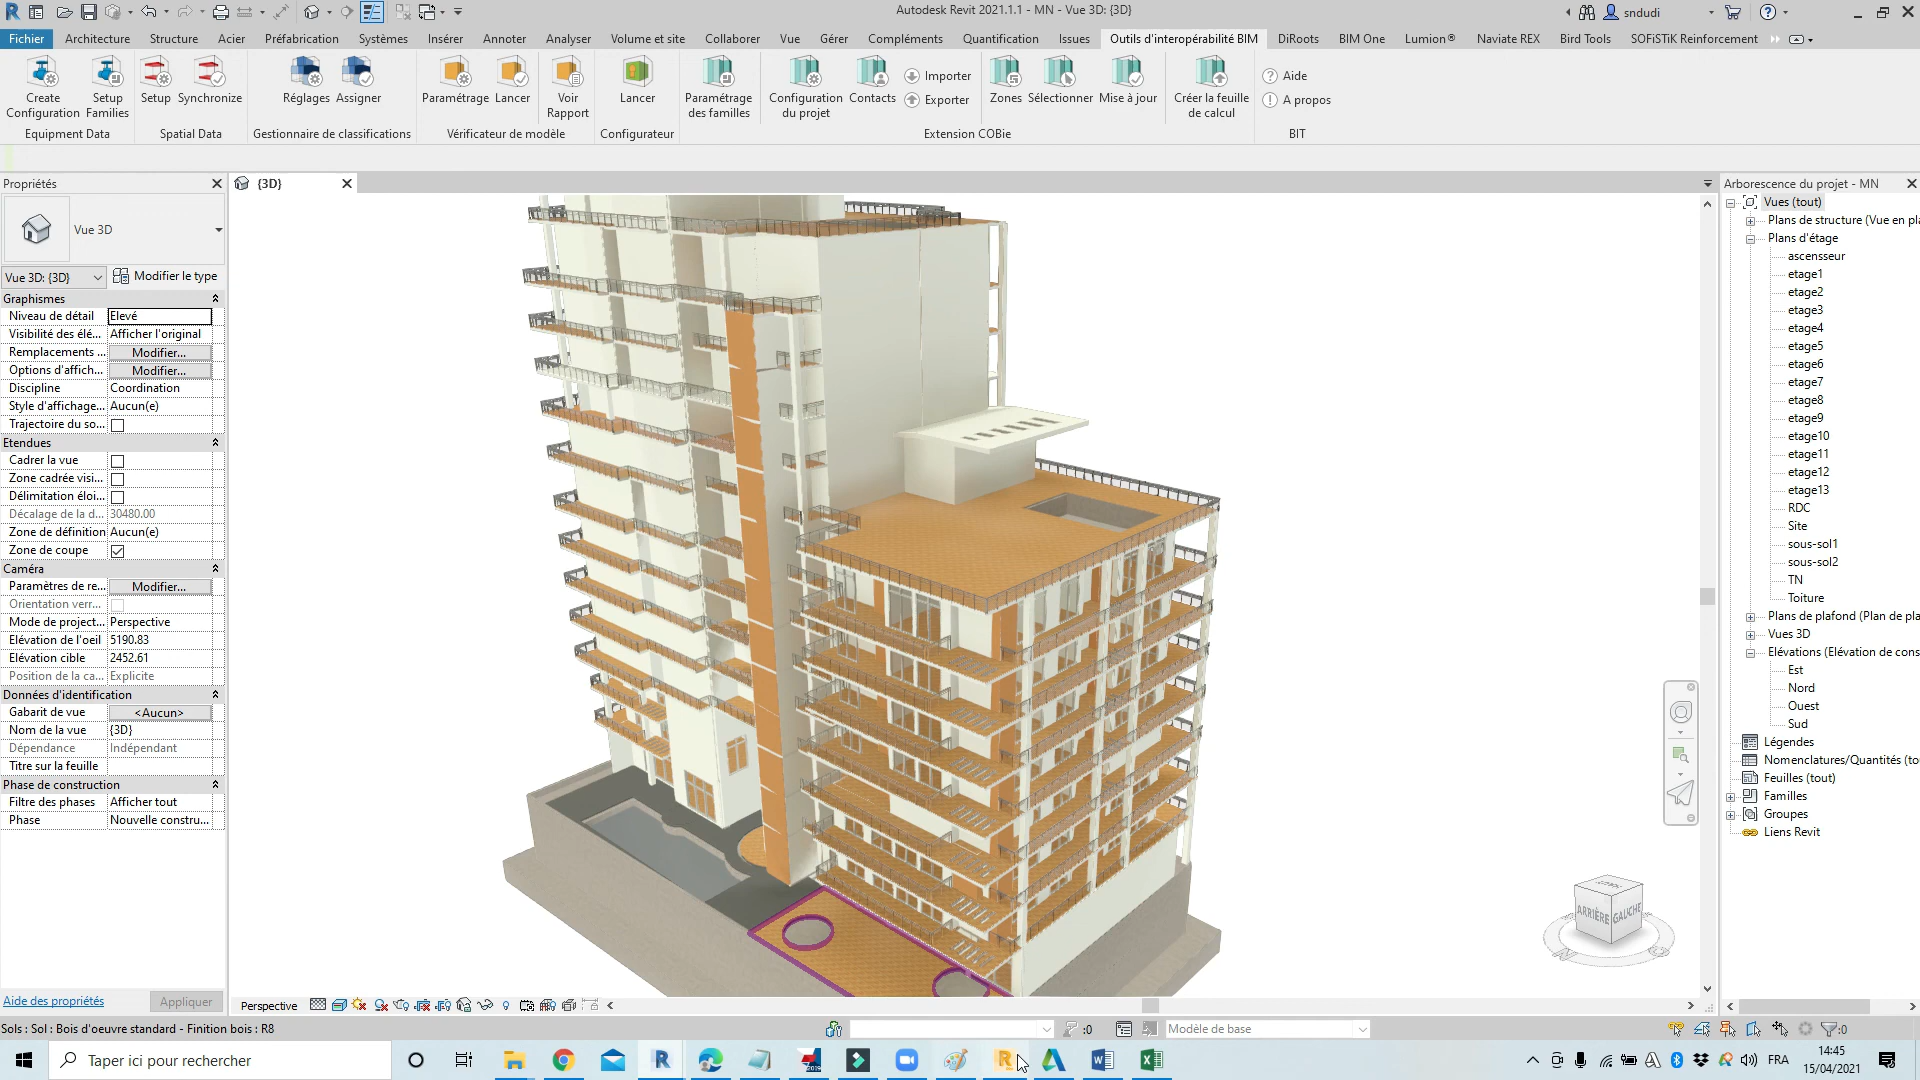 Autodesk Revit 2021.1.1 - MN - Vue 3D: {3D}
sndudi
Fichier Architecture Structure Acier Préfabrication Systèmes Insérer Annoter Analyser Volume et site Collaborer Vue Gérer Compléments Quantification Issues Outils d'interopérabilité BIM DiRoots BIM One Lumion® Naviate REX Bird Tools SOFiSTiK Reinforcement
Create Configuration
Setup Families
Equipment Data
Setup
Synchronize
Spatial Data
Réglages
Assigner
Gestionnaire de classifications
Paramétrage
Lancer
Voir Rapport
Vérificateur de modèle
Lancer
Configurateur
Paramétrage des familles
Configuration du projet
Contacts
Importer
Exporter
Zones
Sélectionner
Mise à jour
Créer la feuille de calcul
Extension COBie
Aide
A propos
BIT
Propriétés
Vue 3D
Vue 3D: {3D}
Modifier le type
Graphismes
Niveau de détail Elevé
Visibilité des élé... Afficher l'original
Remplacements ... Modifier...
Options d'affich... Modifier...
Discipline Coordination
Style d'affichage... Aucun(e)
Trajectoire du so...
Etendues
Cadrer la vue
Zone cadrée visi...
Délimitation éloi...
Décalage de la d... 30480.00
Zone de définition Aucun(e)
Zone de coupe
Caméra
Paramètres de re... Modifier...
Orientation verr...
Mode de project... Perspective
Elévation de l'oeil 5190.83
Elévation cible 2452.61
Position de la ca... Explicite
Données d'identification
Gabarit de vue <Aucun>
Nom de la vue {3D}
Dépendance Indépendant
Titre sur la feuille
Phase de construction
Filtre des phases Afficher tout
Phase Nouvelle constru...
Aide des propriétés
Appliquer
{3D}
ARRIÈRE
GAUCHE
Perspective
Arborescence du projet - MN
Vues (tout)
Plans de structure (Vue en pla
Plans d'étage
ascensseur
etage1
etage2
etage3
etage4
etage5
etage6
etage7
etage8
etage9
etage10
etage11
etage12
etage13
RDC
Site
sous-sol1
sous-sol2
TN
Toiture
Plans de plafond (Plan de pla
Vues 3D
Elévations (Elévation de cons
Est
Nord
Ouest
Sud
Légendes
Nomenclatures/Quantités (to
Feuilles (tout)
Familles
Groupes
Liens Revit
Sols : Sol : Bois d'oeuvre standard - Finition bois : R8
:0
Modèle de base
:0
Taper ici pour rechercher
FRA
14:45
15/04/2021